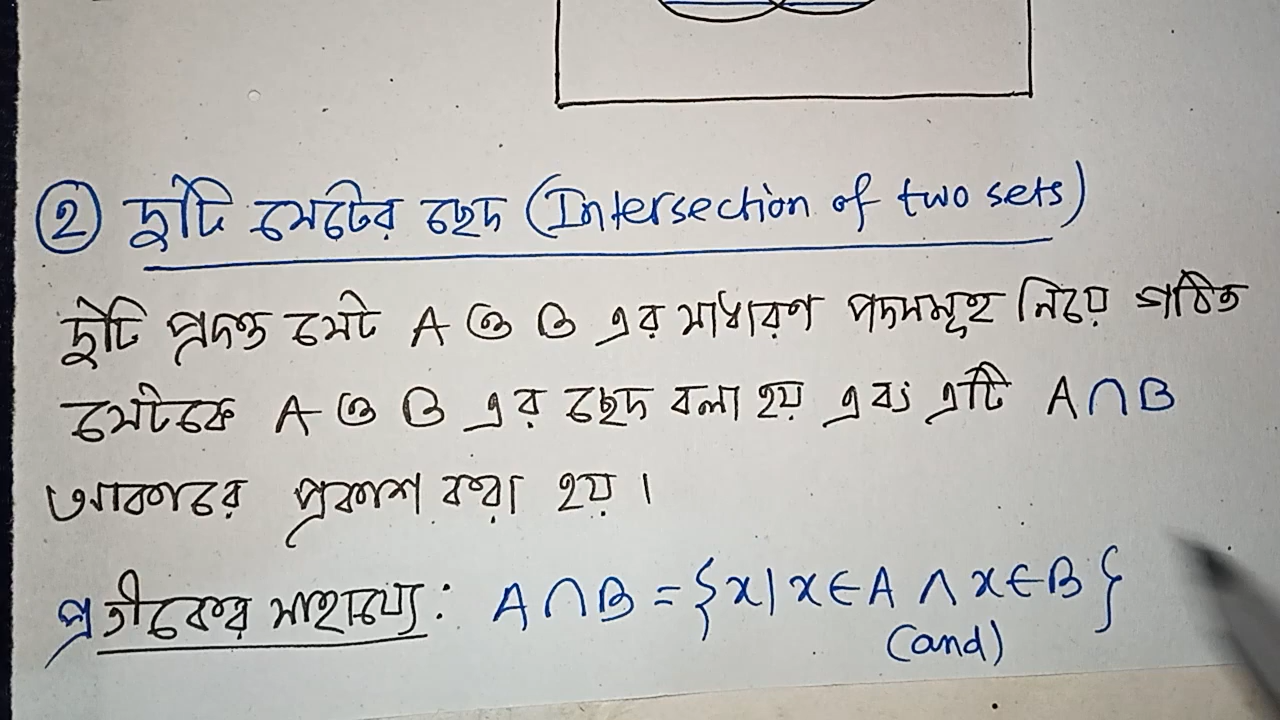 ② দুটি সেটের ছেদ (Intersection of two sets)
দুটি প্রদত্ত সেট A ও B এর সাধারণ পদসমূহ নিয়ে গঠিত
সেটকে A ও B এর ছেদ বলা হয় এবং এটি A∩B
আকারে প্রকাশ করা হয়।
প্রতীকের সাহায্যে: A∩B = {x | x∈A ∧ x∈B}
(and)